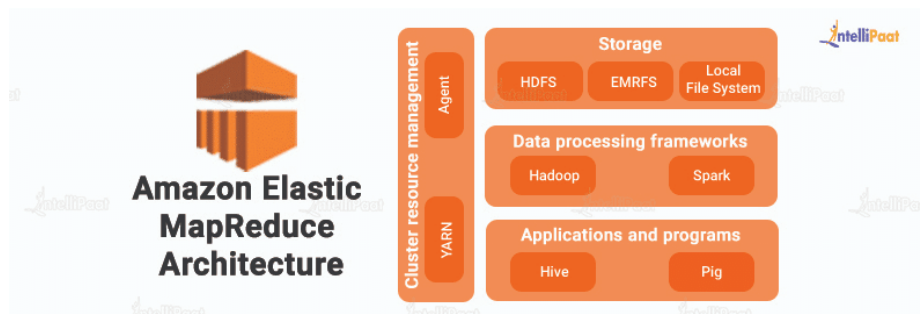 IntelliPaat
Amazon Elastic
MapReduce
Architecture
Cluster resource management
Agent
YARN
Storage
HDFS
EMRFS
Local
File System
Data processing frameworks
Hadoop
Spark
Applications and programs
Hive
Pig